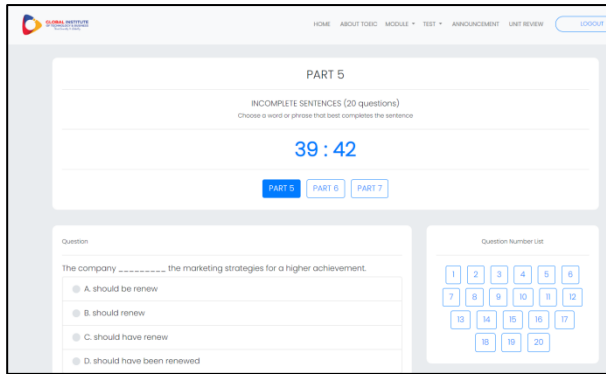 GLOBAL INSTITUTE
HOME ABOUT TOEIC MODULE TEST ANNOUNCEMENT UNIT REVIEW LOGOUT
PART 5
INCOMPLETE SENTENCES (20 questions)
Choose a word or phrase that best completes the sentence
39 : 42
PART 5 PART 6 PART 7
Question
Question Number List
The company _________ the marketing strategies for a higher achievement.
A. should be renew
B. should renew
C. should have renew
D. should have been renewed
1 2 3 4 5 6
7 8 9 10 11 12
13 14 15 16 17
18 19 20